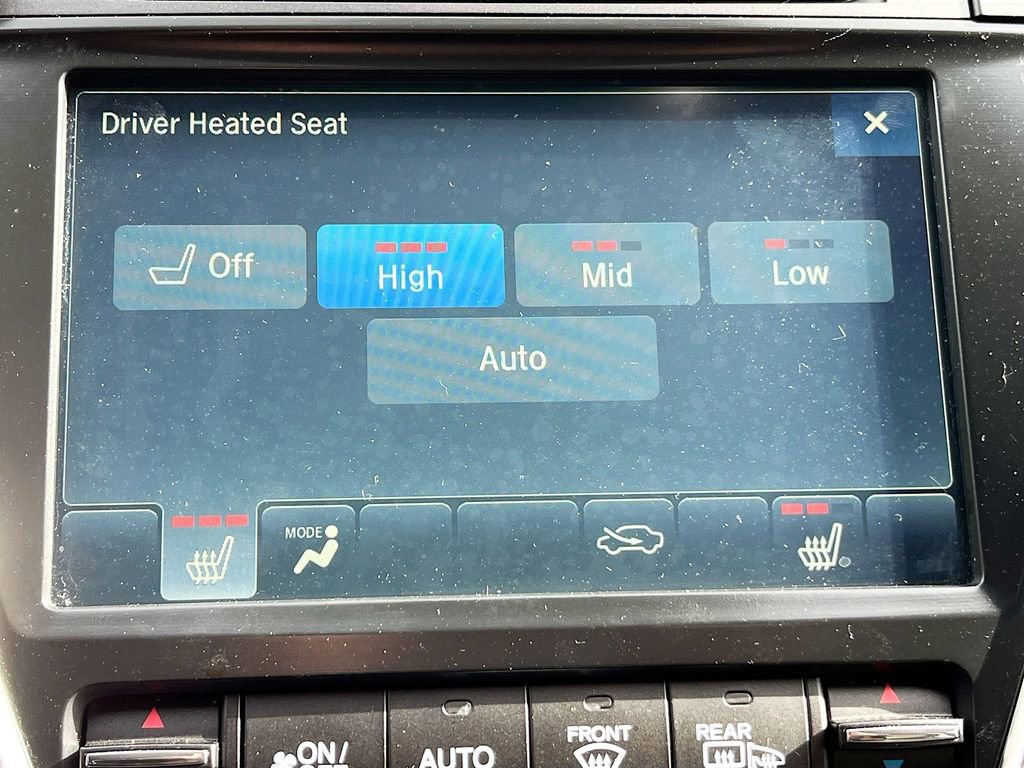 Driver Heated Seat
Off
High
Mid
Low
Auto
MODE
ON/
AUTO
FRONT
REAR